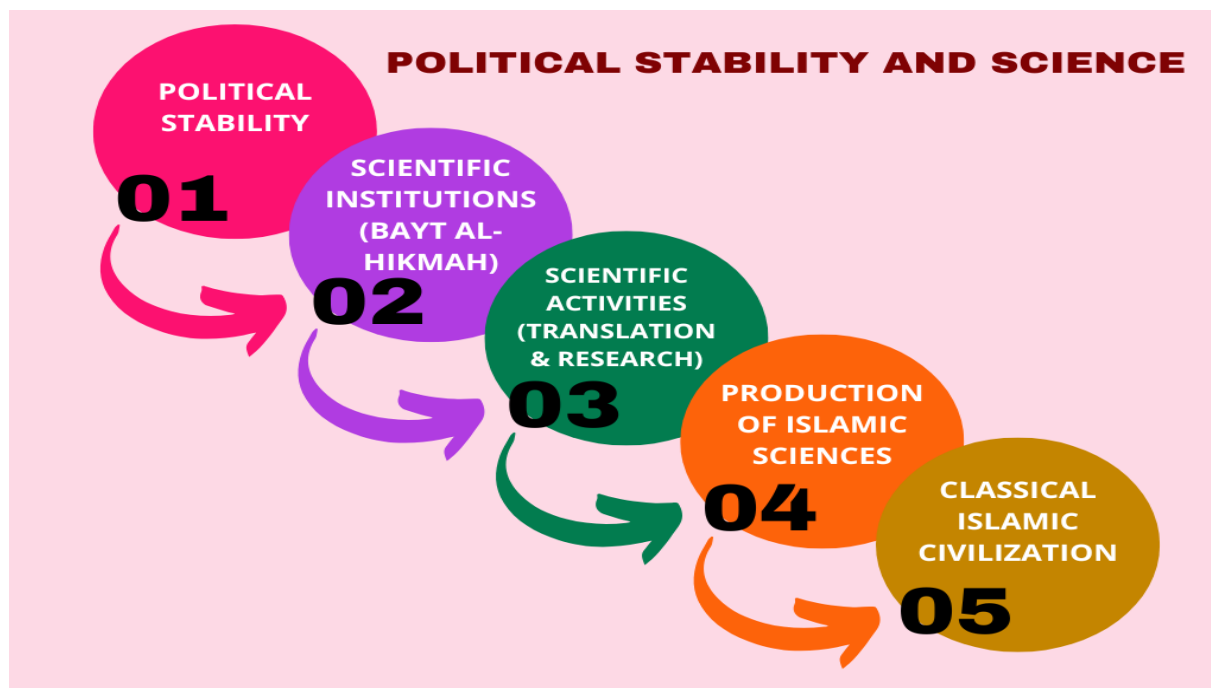 POLITICAL STABILITY AND SCIENCE
POLITICAL
STABILITY
01
SCIENTIFIC
INSTITUTIONS
(BAYT AL-
HIKMAH)
02
SCIENTIFIC
ACTIVITIES
(TRANSLATION
& RESEARCH)
03
PRODUCTION
OF ISLAMIC
SCIENCES
04
CLASSICAL
ISLAMIC
CIVILIZATION
05